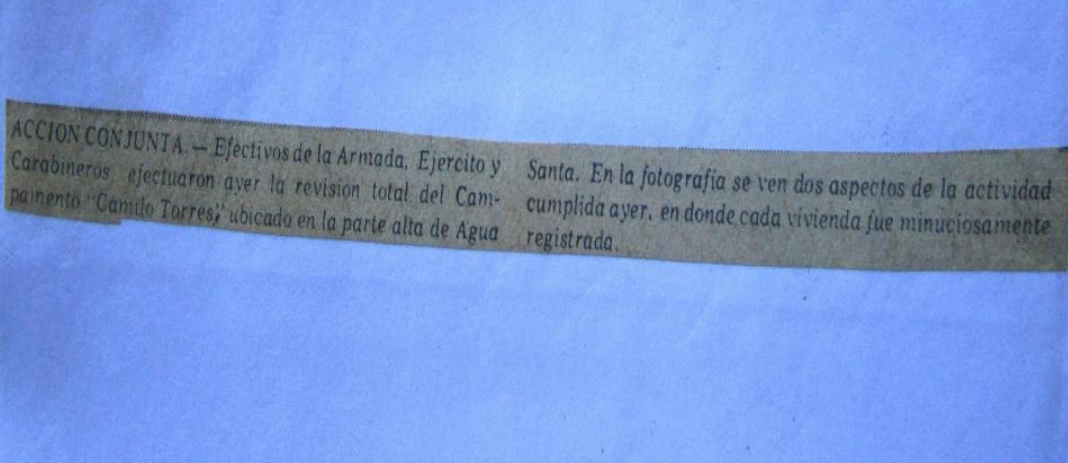 ACCION CONJUNTA.— Efectivos de la Armada, Ejercito y
Carabineros efectuaron ayer la revisión total del Cam-
pamento "Camilo Torres," ubicado en la parte alta de Agua
Santa. En la fotografía se ven dos aspectos de la actividad
cumplida ayer, en donde cada vivienda fue minuciosamente
registrada.